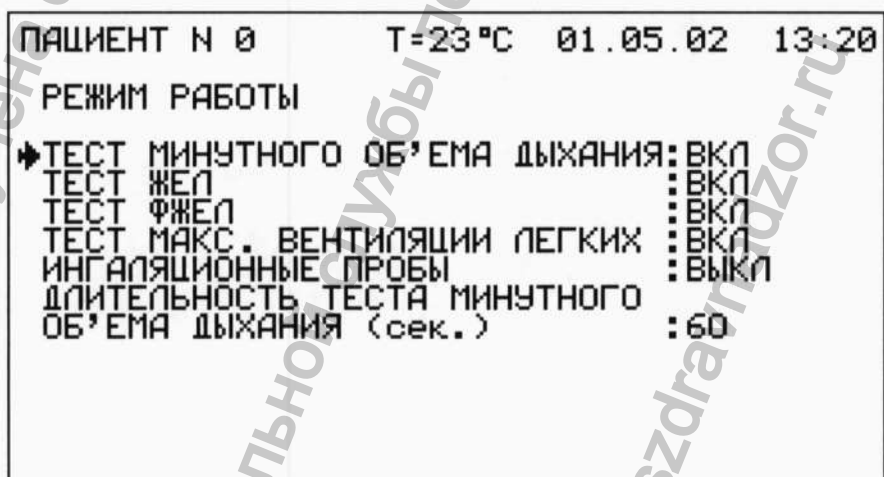 ПАЦИЕНТ N 0 T=23°C 01.05.02 13:20
РЕЖИМ РАБОТЫ
ТЕСТ МИНУТНОГО ОБ'ЕМА ДЫХАНИЯ:ВКЛ
ТЕСТ ЖЕЛ :ВКЛ
ТЕСТ ФЖЕЛ :ВКЛ
ТЕСТ МАКС. ВЕНТИЛЯЦИИ ЛЕГКИХ :ВКЛ
ИНГАЛЯЦИОННЫЕ ПРОБЫ :ВЫКЛ
ДЛИТЕЛЬНОСТЬ ТЕСТА МИНУТНОГО
ОБ'ЕМА ДЫХАНИЯ (сек.) :60